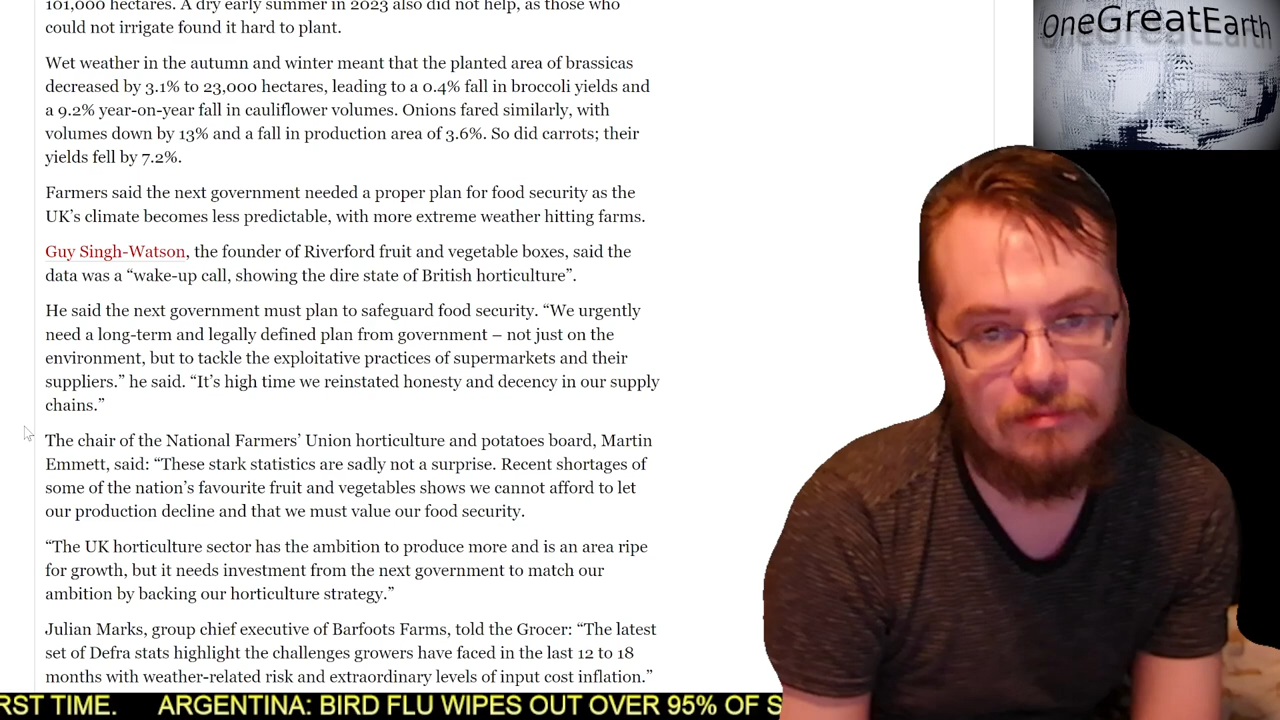 101,000 hectares. A dry early summer in 2023 also did not help, as those who
could not irrigate found it hard to plant.
Wet weather in the autumn and winter meant that the planted area of brassicas
decreased by 3.1% to 23,000 hectares, leading to a 0.4% fall in broccoli yields and
a 9.2% year-on-year fall in cauliflower volumes. Onions fared similarly, with
volumes down by 13% and a fall in production area of 3.6%. So did carrots; their
yields fell by 7.2%.
Farmers said the next government needed a proper plan for food security as the
UK’s climate becomes less predictable, with more extreme weather hitting farms.
Guy Singh-Watson, the founder of Riverford fruit and vegetable boxes, said the
data was a “wake-up call, showing the dire state of British horticulture”.
He said the next government must plan to safeguard food security. “We urgently
need a long-term and legally defined plan from government – not just on the
environment, but to tackle the exploitative practices of supermarkets and their
suppliers.” he said. “It’s high time we reinstated honesty and decency in our supply
chains.”
The chair of the National Farmers’ Union horticulture and potatoes board, Martin
Emmett, said: “These stark statistics are sadly not a surprise. Recent shortages of
some of the nation’s favourite fruit and vegetables shows we cannot afford to let
our production decline and that we must value our food security.
“The UK horticulture sector has the ambition to produce more and is an area ripe
for growth, but it needs investment from the next government to match our
ambition by backing our horticulture strategy.”
Julian Marks, group chief executive of Barfoots Farms, told the Grocer: “The latest
set of Defra stats highlight the challenges growers have faced in the last 12 to 18
months with weather-related risk and extraordinary levels of input cost inflation.”
OneGreatEarth
RST TIME. ARGENTINA: BIRD FLU WIPES OUT OVER 95% OF S